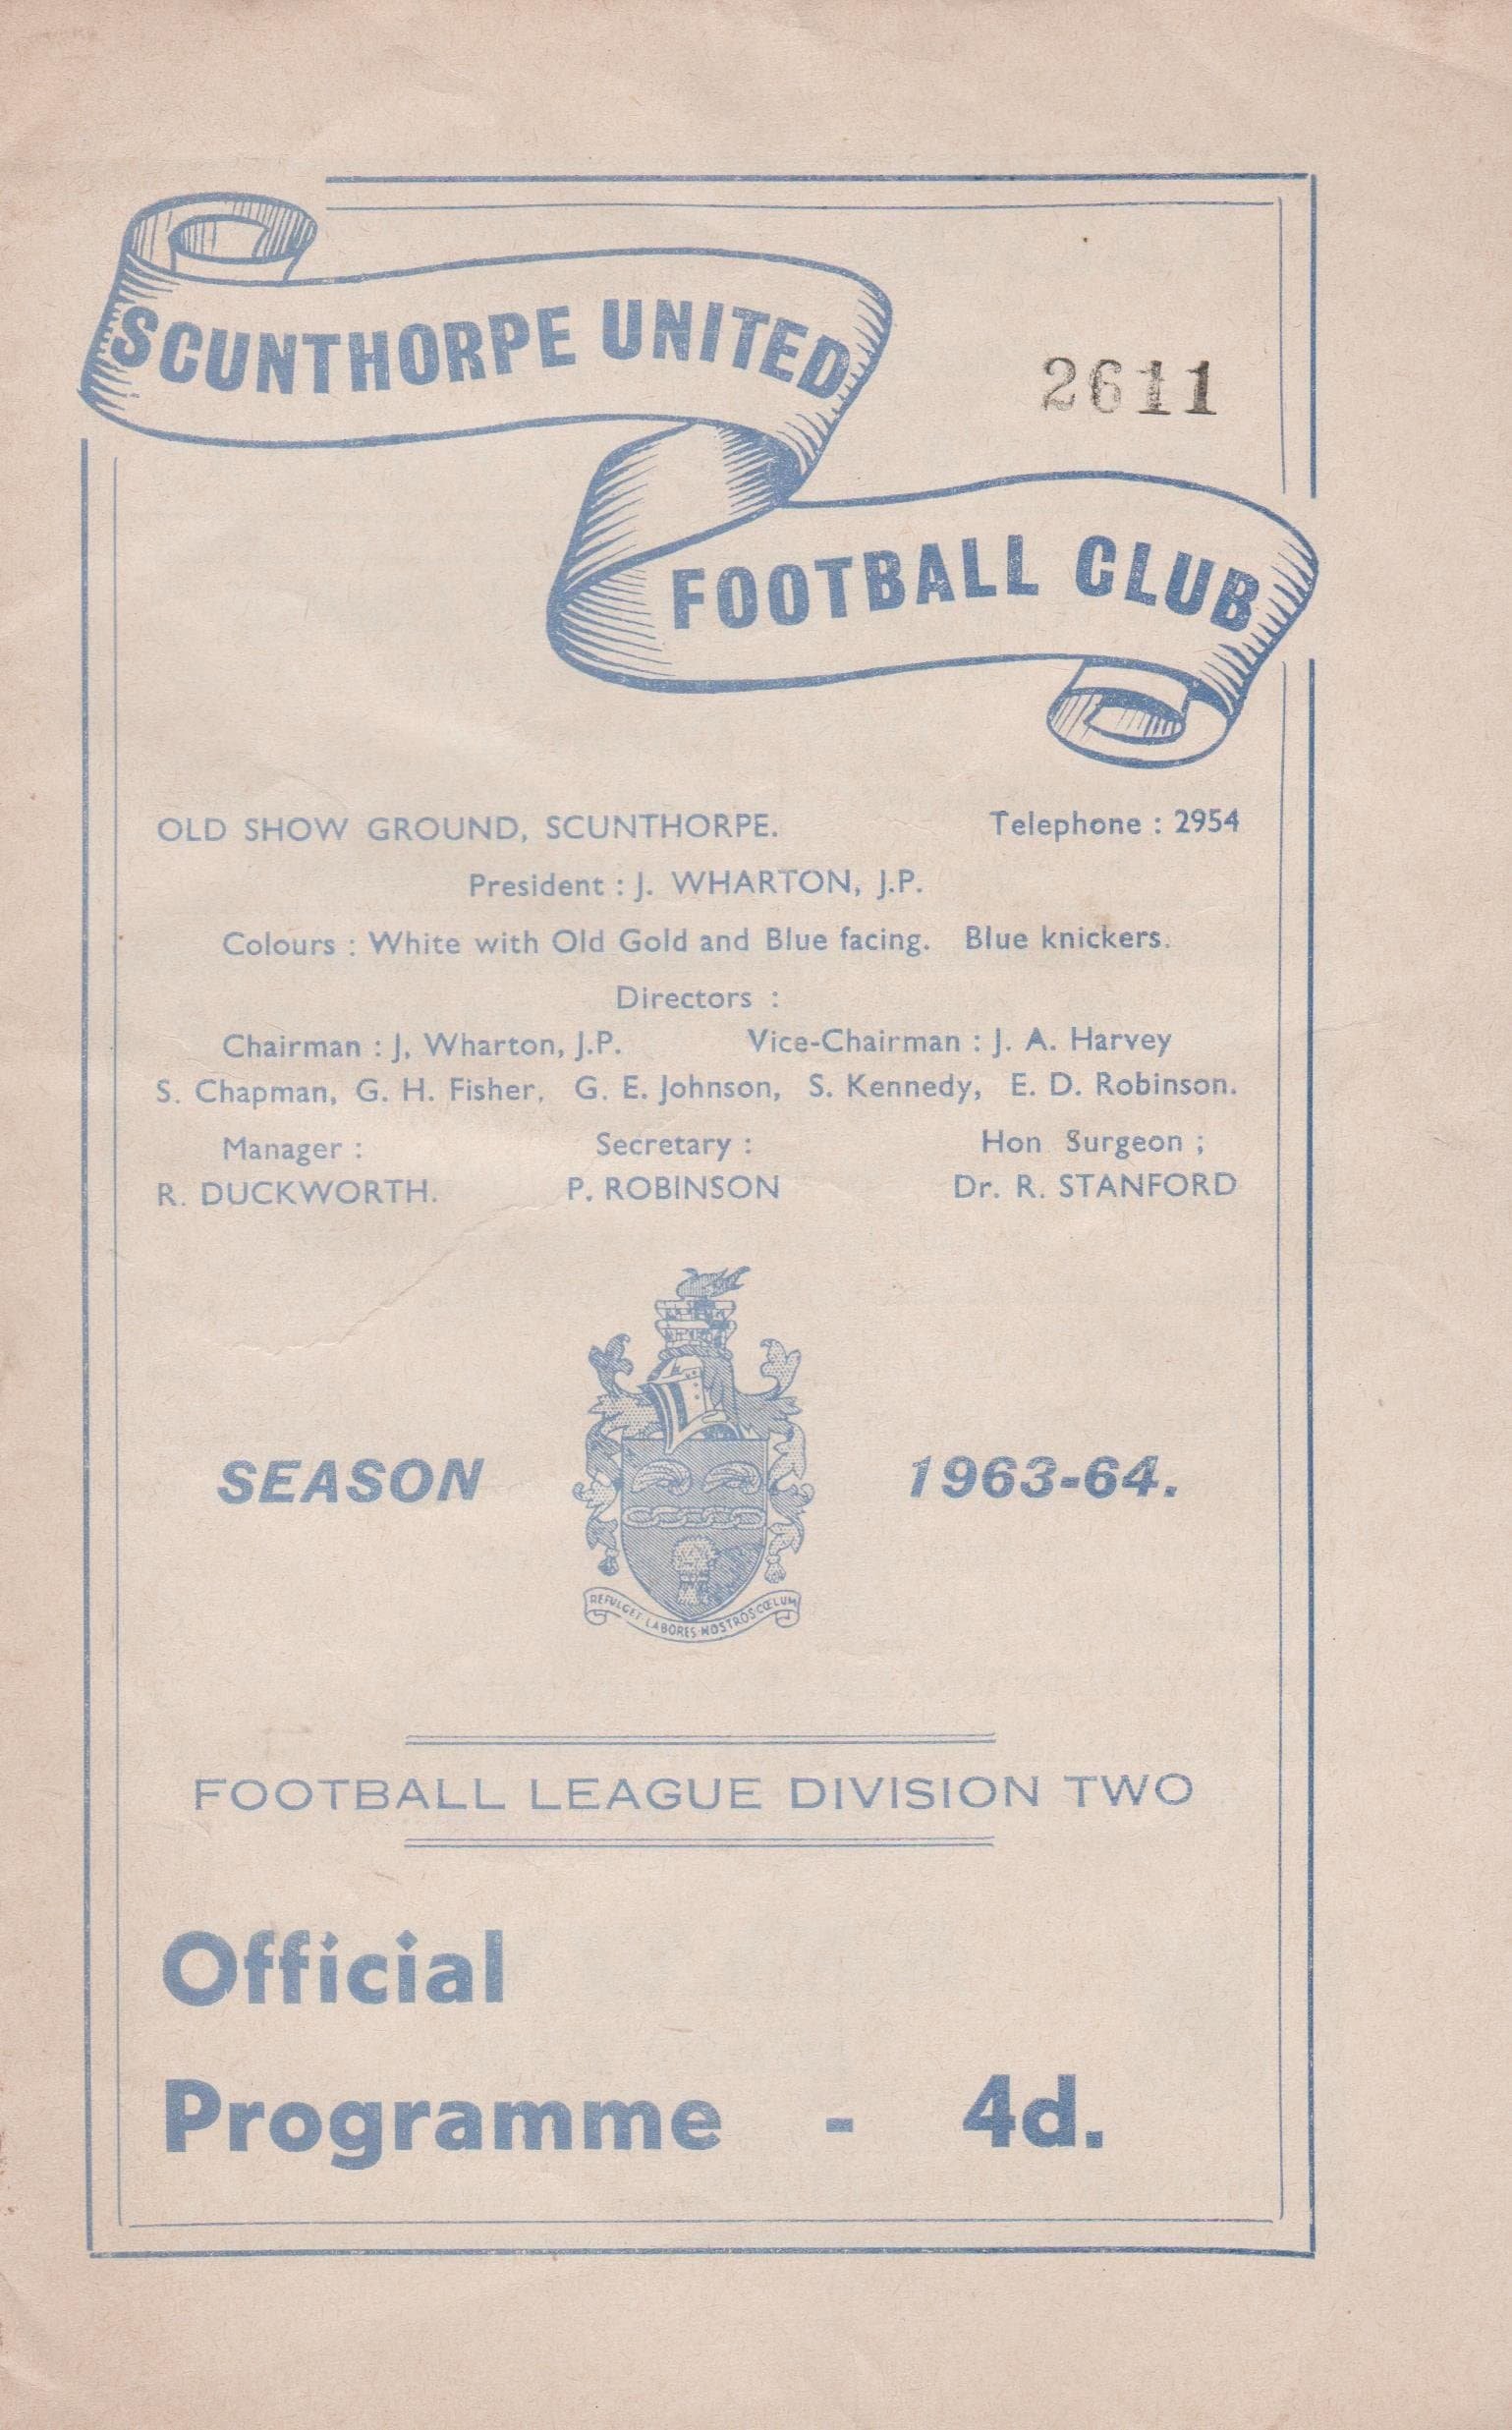 SCUNTHORPE UNITED
2611
FOOTBALL CLUB
OLD SHOW GROUND, SCUNTHORPE. Telephone : 2954
President : J. WHARTON, J.P.
Colours : White with Old Gold and Blue facing. Blue knickers.
Directors :
Chairman : J, Wharton, J.P. Vice-Chairman : J. A. Harvey
S. Chapman, G. H. Fisher, G. E. Johnson, S. Kennedy, E. D. Robinson.
Manager : Secretary : Hon Surgeon ;
R. DUCKWORTH. P. ROBINSON Dr. R. STANFORD
SEASON 1963-64.
REFULGET LABORES NOSTROS CŒLUM
FOOTBALL LEAGUE DIVISION TWO
Official
Programme - 4d.